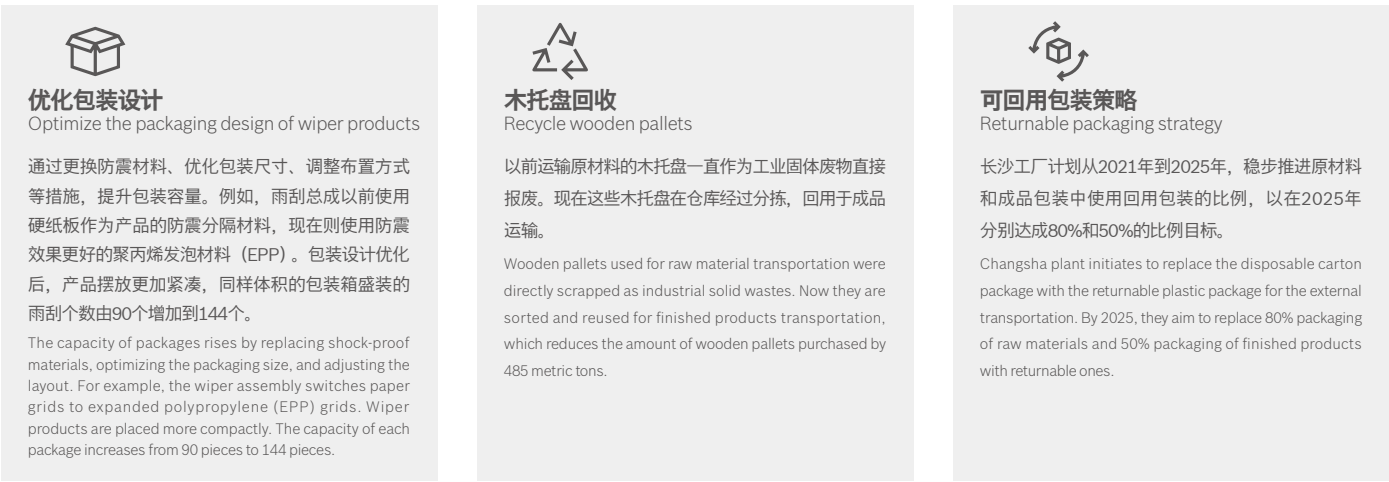 优化包装设计
Optimize the packaging design of wiper products
通过更换防震材料、优化包装尺寸、调整布置方式
等措施，提升包装容量。例如，雨刮总成以前使用
硬纸板作为产品的防震分隔材料，现在则使用防震
效果更好的聚丙烯发泡材料（EPP）。包装设计优化
后，产品摆放更加紧凑，同样体积的包装箱盛装的
雨刮个数由90个增加到144个。
The capacity of packages rises by replacing shock-proof
materials, optimizing the packaging size, and adjusting the
layout. For example, the wiper assembly switches paper
grids to expanded polypropylene (EPP) grids. Wiper
products are placed more compactly. The capacity of each
package increases from 90 pieces to 144 pieces.
木托盘回收
Recycle wooden pallets
以前运输原材料的木托盘一直作为工业固体废物直接
报废。现在这些木托盘在仓库经过分拣，回用于成品
运输。
Wooden pallets used for raw material transportation were
directly scrapped as industrial solid wastes. Now they are
sorted and reused for finished products transportation,
which reduces the amount of wooden pallets purchased by
485 metric tons.
可回用包装策略
Returnable packaging strategy
长沙工厂计划从2021年到2025年，稳步推进原材料
和成品包装中使用回用包装的比例，以在2025年
分别达成80%和50%的比例目标。
Changsha plant initiates to replace the disposable carton
package with the returnable plastic package for the external
transportation. By 2025, they aim to replace 80% packaging
of raw materials and 50% packaging of finished products
with returnable ones.